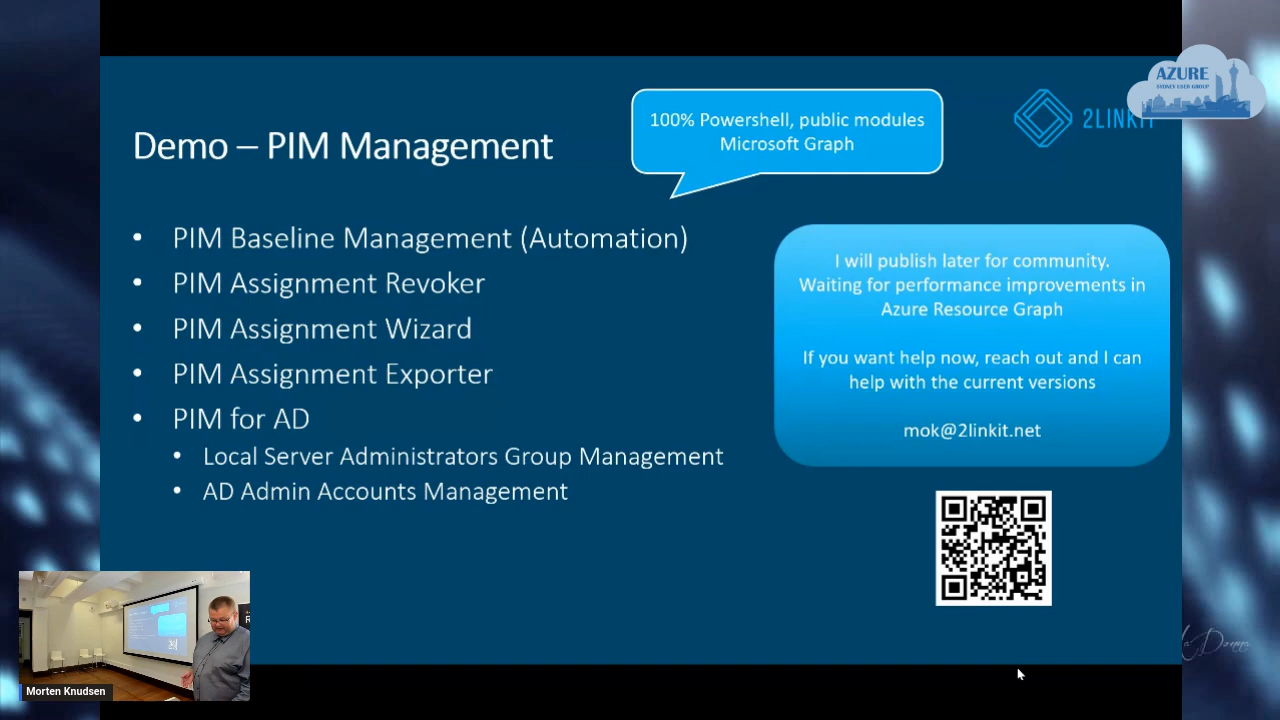 AZURE
SYDNEY USER GROUP
2LINKIT
100% Powershell, public modules
Microsoft Graph
Demo – PIM Management
• PIM Baseline Management (Automation)
• PIM Assignment Revoker
• PIM Assignment Wizard
• PIM Assignment Exporter
• PIM for AD
• Local Server Administrators Group Management
• AD Admin Accounts Management
I will publish later for community.
Waiting for performance improvements in
Azure Resource Graph
If you want help now, reach out and I can
help with the current versions
mok@2linkit.net
Morten Knudsen